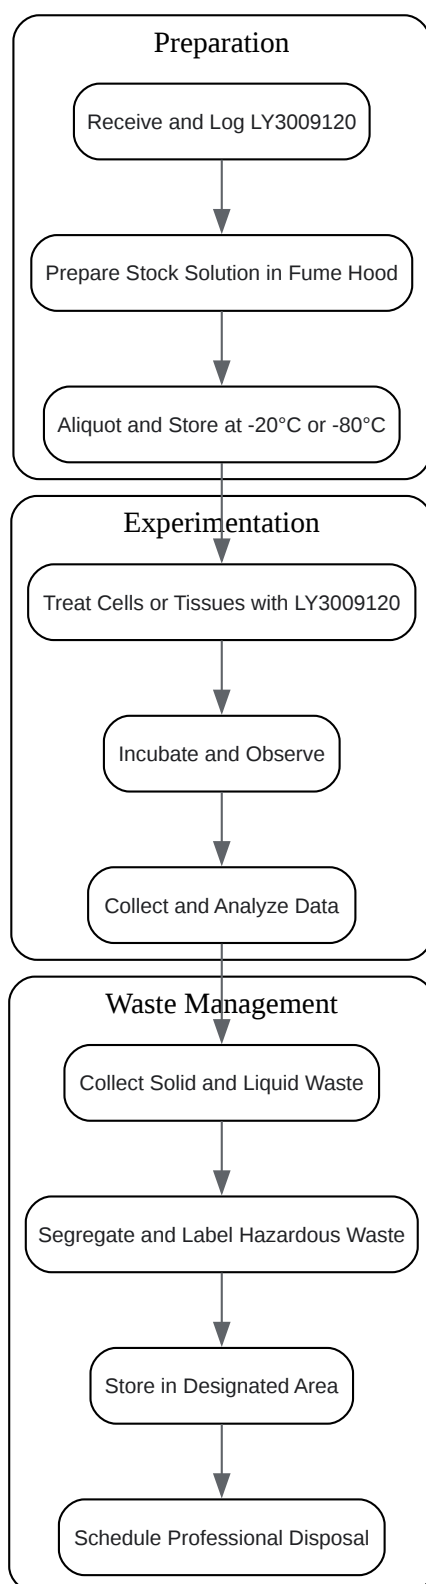 Preparation
Receive and Log LY3009120
Prepare Stock Solution in Fume Hood
Aliquot and Store at -20°C or -80°C
Experimentation
Treat Cells or Tissues with LY3009120
Incubate and Observe
Collect and Analyze Data
Waste Management
Collect Solid and Liquid Waste
Segregate and Label Hazardous Waste
Store in Designated Area
Schedule Professional Disposal